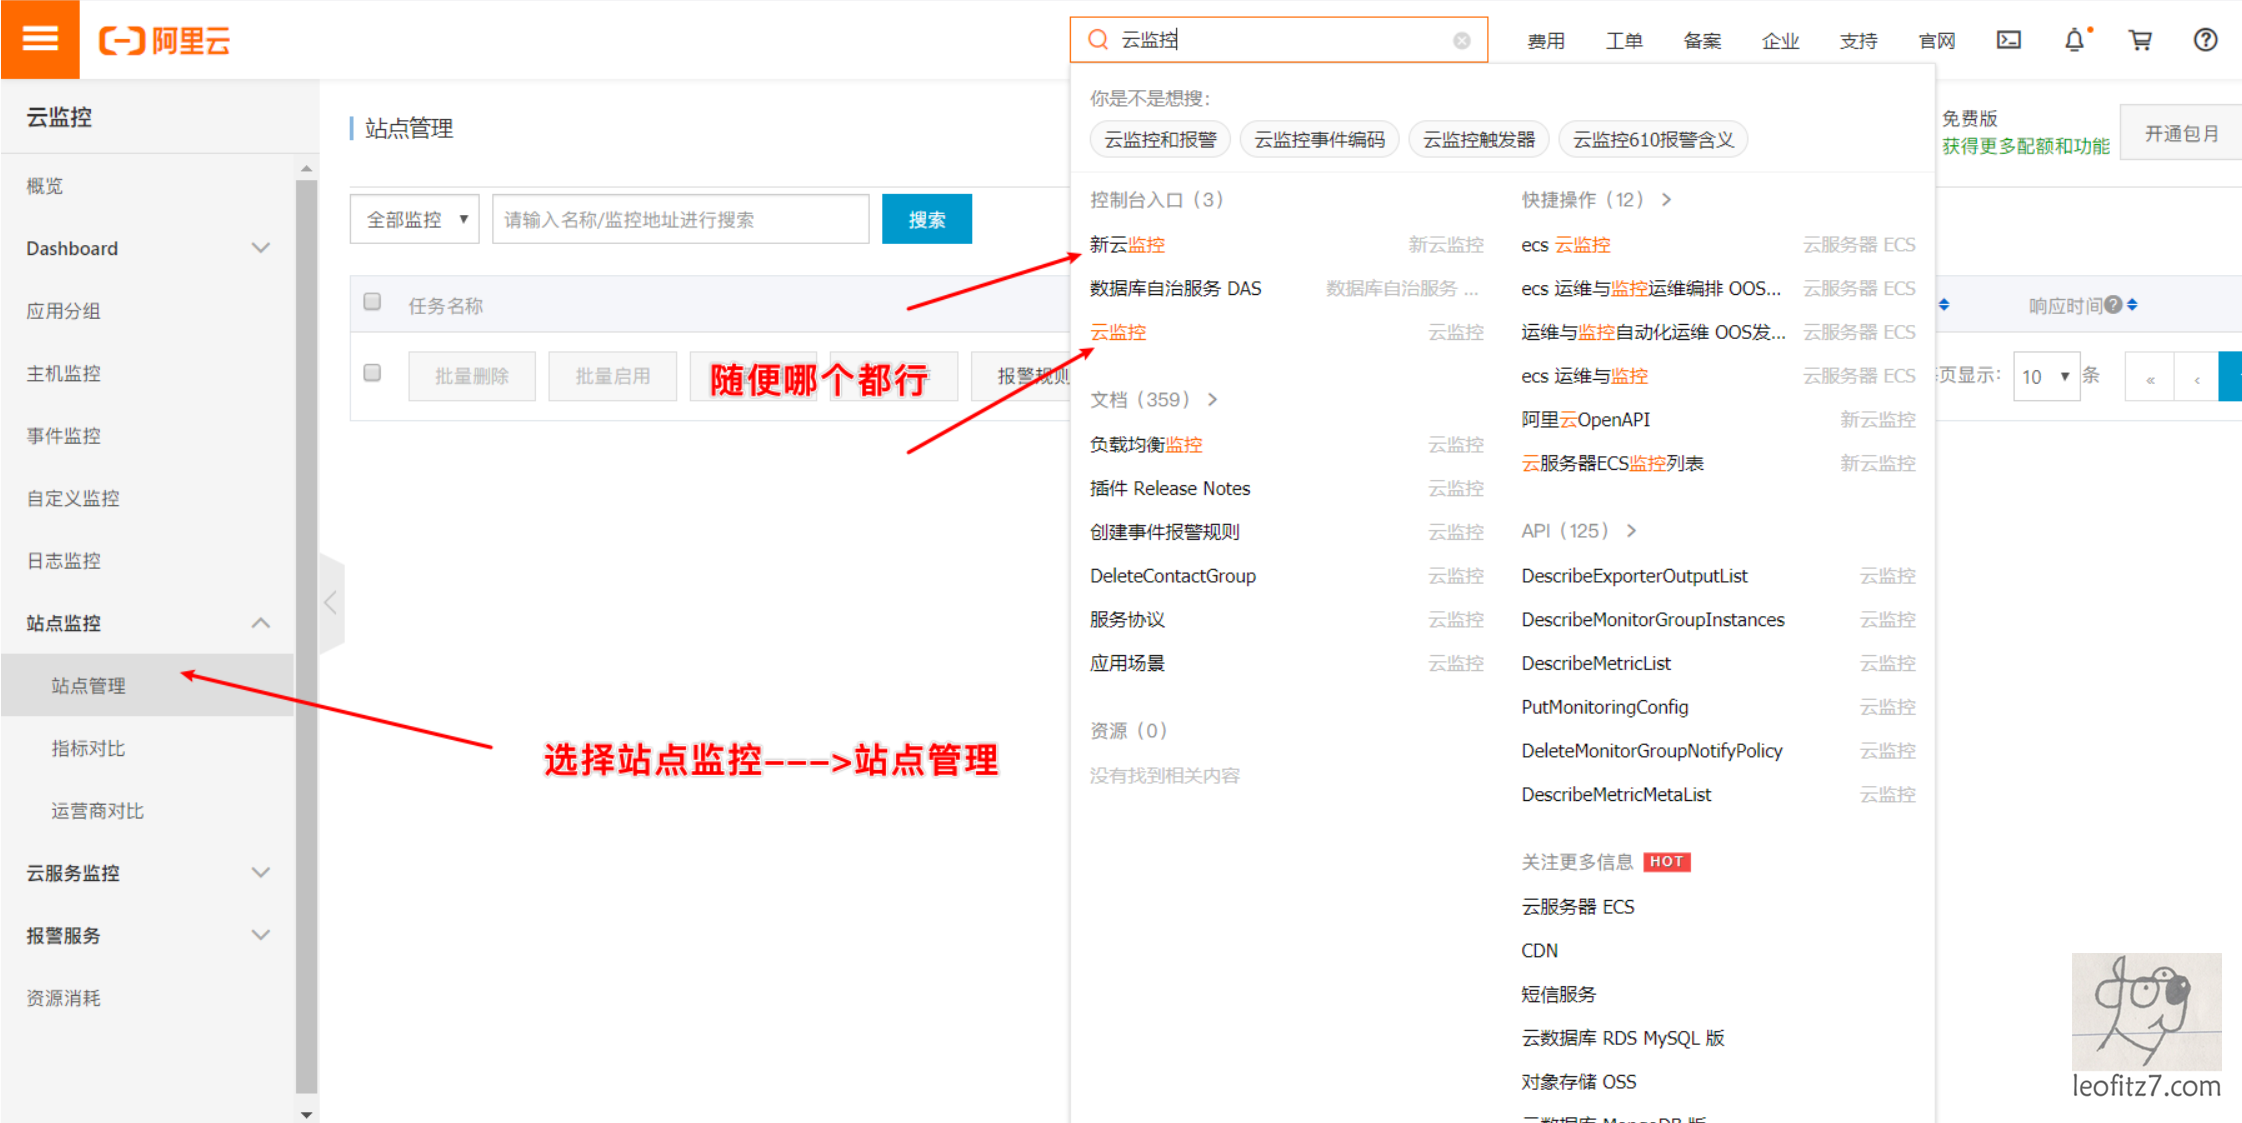 阿里云
云监控
费用
工单
备案
企业
支持
官网
云监控
概览
Dashboard
应用分组
主机监控
事件监控
自定义监控
日志监控
站点监控
站点管理
指标对比
运营商对比
云服务监控
报警服务
资源消耗
站点管理
全部监控
请输入名称/监控地址进行搜索
搜索
任务名称
批量删除
批量启用
报警规则
随便哪个都行
选择站点监控--->站点管理
你是不是想搜:
云监控和报警
云监控事件编码
云监控触发器
云监控610报警含义
控制台入口（3）
新云监控 新云监控
数据库自治服务 DAS 数据库自治服务 ...
云监控 云监控
文档（359） >
负载均衡监控 云监控
插件 Release Notes 云监控
创建事件报警规则 云监控
DeleteContactGroup 云监控
服务协议 云监控
应用场景 云监控
资源（0）
没有找到相关内容
快捷操作（12） >
ecs 云监控 云服务器 ECS
ecs 运维与监控运维编排 OOS... 云服务器 ECS
运维与监控自动化运维 OOS发... 云服务器 ECS
ecs 运维与监控 云服务器 ECS
阿里云OpenAPI 新云监控
云服务器ECS监控列表 新云监控
API（125） >
DescribeExporterOutputList 云监控
DescribeMonitorGroupInstances 云监控
DescribeMetricList 云监控
PutMonitoringConfig 云监控
DeleteMonitorGroupNotifyPolicy 云监控
DescribeMetricMetaList 云监控
关注更多信息 HOT
云服务器 ECS
CDN
短信服务
云数据库 RDS MySQL 版
对象存储 OSS
云数据库 MongoDB 版
免费版
获得更多配额和功能
开通包月
响应时间
页显示: 10 条
« ‹
leofitz7.com